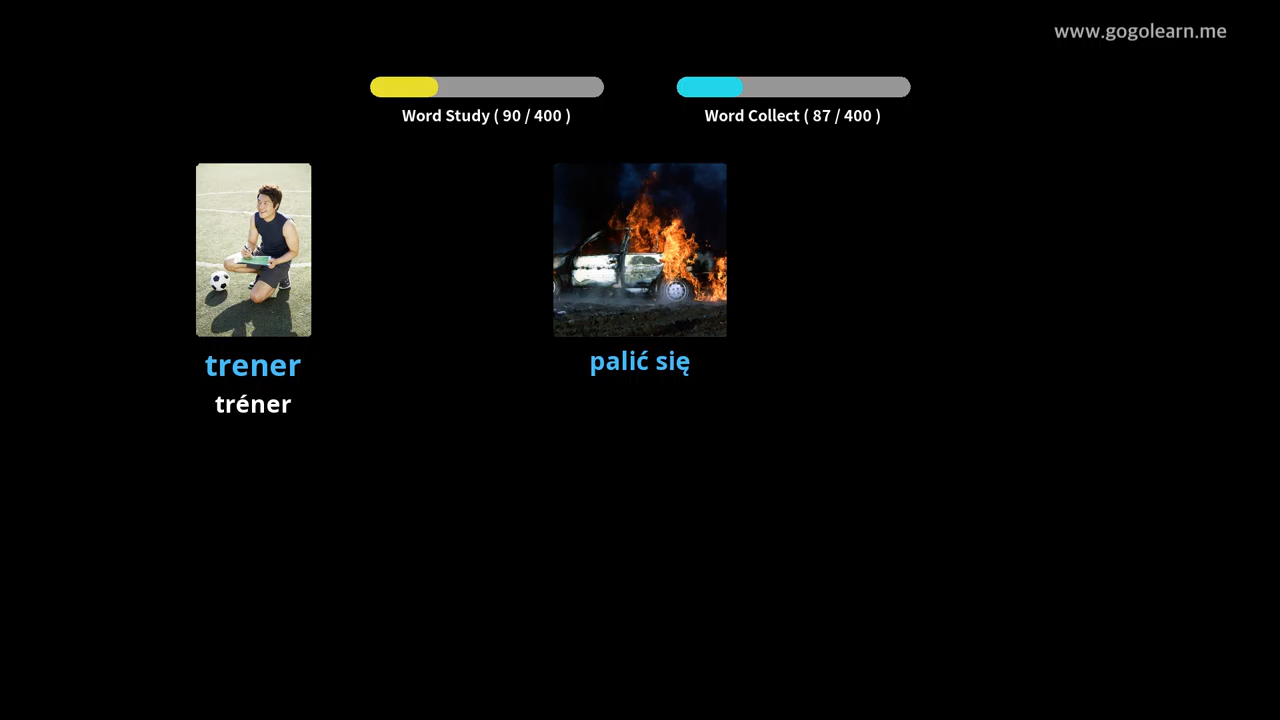 www.gogolearn.me
Word Study ( 90 / 400 )
Word Collect ( 87 / 400 )
trener
tréner
palić się